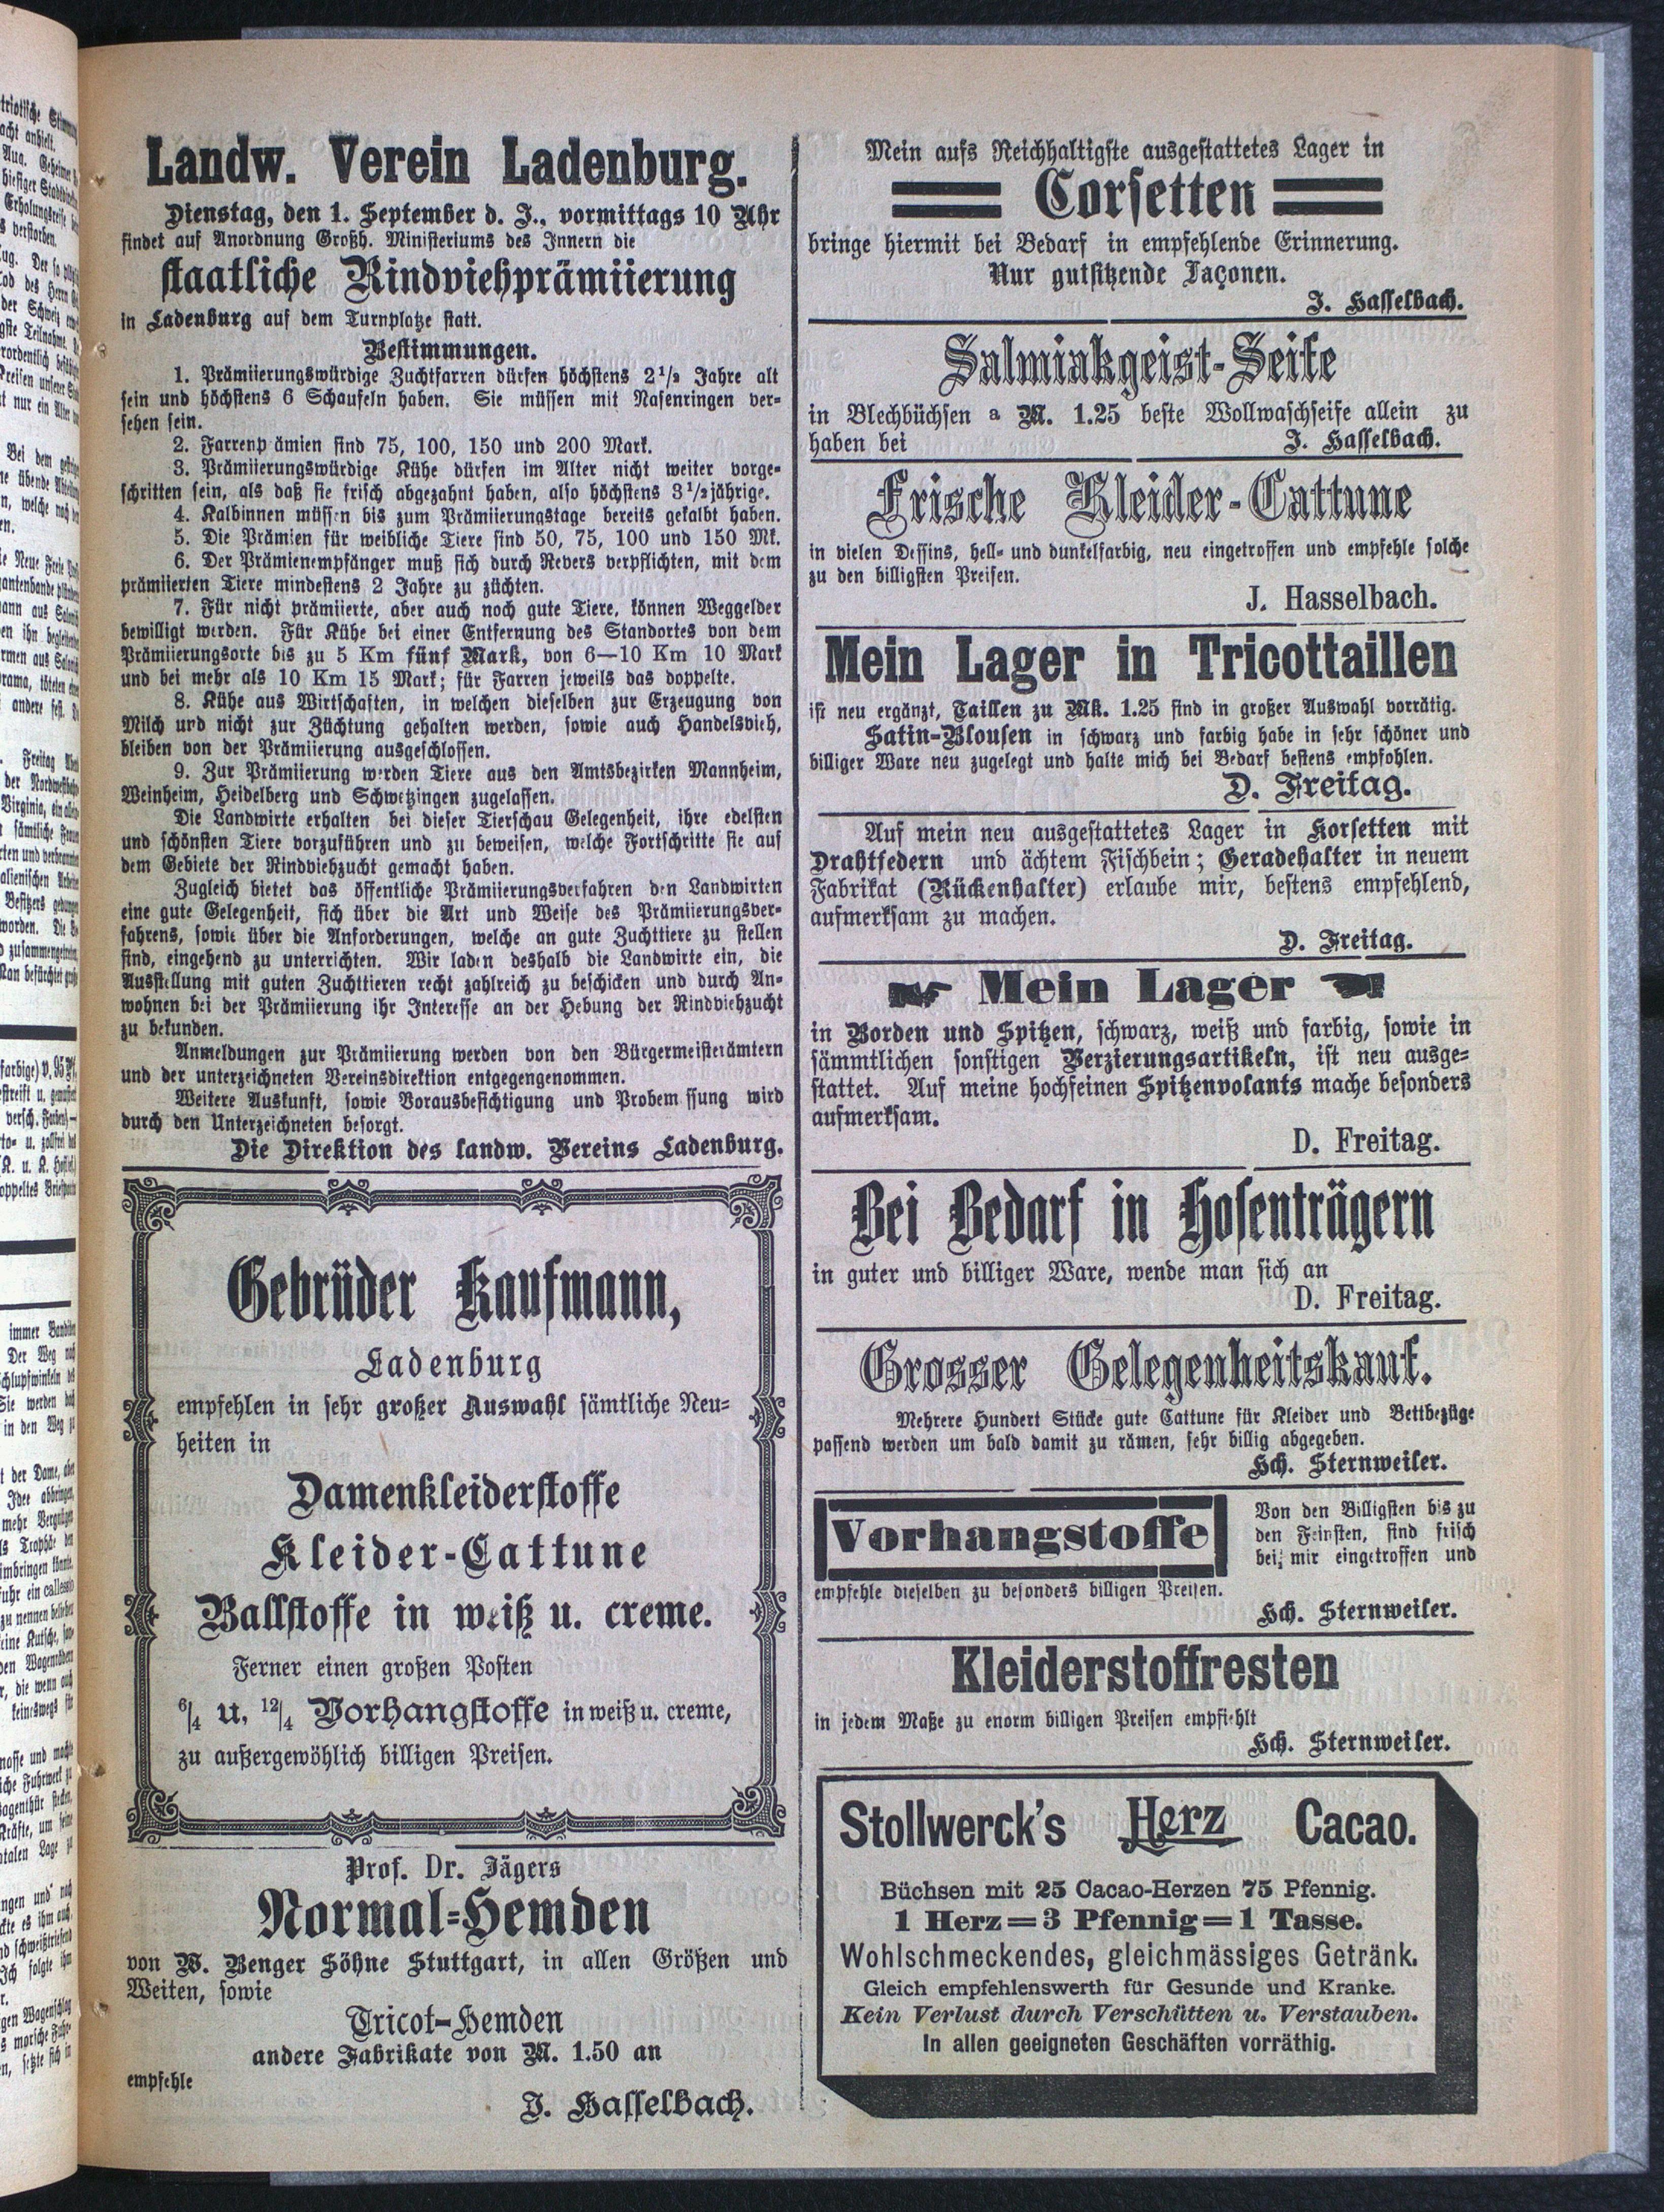 Landw. Verein Ladenburg.
Dienstag, den 1. September d. J., vormittags 10 Uhr
findet auf Anordnung Großh. Ministeriums des Innern die
staatliche Rindviehprämiierung
in Ladenburg auf dem Turnplatze statt.
Bestimmungen.
1. Prämiierungswürdige Zuchtfarren dürfen höchstens 2 1/2 Jahre alt
sein und höchstens 6 Schaufeln haben. Sie müssen mit Nasenringen ver-
sehen sein.
2. Farrenp ämien sind 75, 100, 150 und 200 Mark.
3. Prämiierungswürdige Kühe dürfen im Alter nicht weiter vorge-
schritten sein, als daß sie frisch abgezahnt haben, also höchstens 3 1/2jährige.
4. Kalbinnen müssen bis zum Prämiierungstage bereits gekalbt haben.
5. Die Prämien für weibliche Tiere sind 50, 75, 100 und 150 Mk.
6. Der Prämienempfänger muß sich durch Revers verpflichten, mit dem
prämiierten Tiere mindestens 2 Jahre zu züchten.
7. Für nicht prämiierte, aber auch noch gute Tiere, können Weggelder
bewilligt werden. Für Kühe bei einer Entfernung des Standortes von dem
Prämiierungsorte bis zu 5 Km fünf Mark, von 6—10 Km 10 Mark
und bei mehr als 10 Km 15 Mark; für Farren jeweils das doppelte.
8. Kühe aus Wirtschaften, in welchen dieselben zur Erzeugung von
Milch und nicht zur Züchtung gehalten werden, sowie auch Handelsvieh,
bleiben von der Prämiierung ausgeschlossen.
9. Zur Prämiierung werden Tiere aus den Amtsbezirken Mannheim,
Weinheim, Heidelberg und Schwetzingen zugelassen.
Die Landwirte erhalten bei dieser Tierschau Gelegenheit, ihre edelsten
und schönsten Tiere vorzuführen und zu beweisen, welche Fortschritte sie auf
dem Gebiete der Rindviehzucht gemacht haben.
Zugleich bietet das öffentliche Prämiierungsverfahren den Landwirten
eine gute Gelegenheit, sich über die Art und Weise des Prämiierungsver-
fahrens, sowie über die Anforderungen, welche an gute Zuchttiere zu stellen
sind, eingehend zu unterrichten. Wir laden deshalb die Landwirte ein, die
Ausstellung mit guten Zuchttieren recht zahlreich zu beschicken und durch An-
wohnen bei der Prämiierung ihr Interesse an der Hebung der Rindviehzucht
zu bekunden.
Anmeldungen zur Prämiierung werden von den Bürgermeisterämtern
und der unterzeichneten Vereinsdirektion entgegengenommen.
Weitere Auskunft, sowie Vorausbesichtigung und Probem ssung wird
durch den Unterzeichneten besorgt.
Die Direktion des landw. Vereins Ladenburg.
Gebrüder Kaufmann,
Ladenburg
empfehlen in sehr großer Auswahl sämtliche Neu-
heiten in
Damenkleiderstoffe
Kleider-Cattune
Ballstoffe in weiß u. creme.
Ferner einen großen Posten
6/4 u. 12/4 Vorhangstoffe in weiß u. creme,
zu außergewöhlich billigen Preisen.
Prof. Dr. Jägers
Normal-Hemden
von W. Benger Söhne Stuttgart, in allen Größen und
Weiten, sowie
Tricot-Hemden
andere Fabrikate von M. 1.50 an
empfehle
J. Hasselbach.
Mein aufs Reichhaltigste ausgestattetes Lager in
Corsetten
bringe hiermit bei Bedarf in empfehlende Erinnerung.
Nur gutsitzende Façonen.
J. Hasselbach.
Salmiakgeist-Seife
in Blechbüchsen a M. 1.25 beste Wollwaschseife allein zu
haben bei
J. Hasselbach.
Frische Kleider-Cattune
in vielen Dessins, hell- und dunkelfarbig, neu eingetroffen und empfehle solche
zu den billigsten Preisen.
J. Hasselbach.
Mein Lager in Tricottaillen
ist neu ergänzt, Taillen zu Mk. 1.25 sind in großer Auswahl vorrätig.
Satin-Blousen in schwarz und farbig habe in sehr schöner und
billiger Ware neu zugelegt und halte mich bei Bedarf bestens empfohlen.
D. Freitag.
Auf mein neu ausgestattetes Lager in Korsetten mit
Drahtfedern und ächtem Fischbein; Geradehalter in neuem
Fabrikat (Rückenhalter) erlaube mir, bestens empfehlend,
aufmerksam zu machen.
D. Freitag.
Mein Lager
in Borden und Spitzen, schwarz, weiß und farbig, sowie in
sämmtlichen sonstigen Verzierungsartikeln, ist neu ausge-
stattet. Auf meine hochfeinen Spitzenvolants mache besonders
aufmerksam.
D. Freitag.
Bei Bedarf in Hosenträgern
in guter und billiger Ware, wende man sich an
D. Freitag.
Grosser Gelegenheitskauf.
Mehrere Hundert Stücke gute Cattune für Kleider und Bettbezüge
passend werden um bald damit zu rämen, sehr billig abgegeben.
Hch. Sternweiler.
Vorhangstoffe
Von den Billigsten bis zu
den Feinsten, sind frisch
bei mir eingetroffen und
empfehle dieselben zu besonders billigen Preisen.
Hch. Sternweiler.
Kleiderstoffresten
in jedem Maße zu enorm billigen Preisen empfiehlt
Hch. Sternweiler.
Stollwerck's Herz Cacao.
Büchsen mit 25 Cacao-Herzen 75 Pfennig.
1 Herz = 3 Pfennig = 1 Tasse.
Wohlschmeckendes, gleichmässiges Getränk.
Gleich empfehlenswerth für Gesunde und Kranke.
Kein Verlust durch Verschütten u. Verstauben.
In allen geeigneten Geschäften vorräthig.